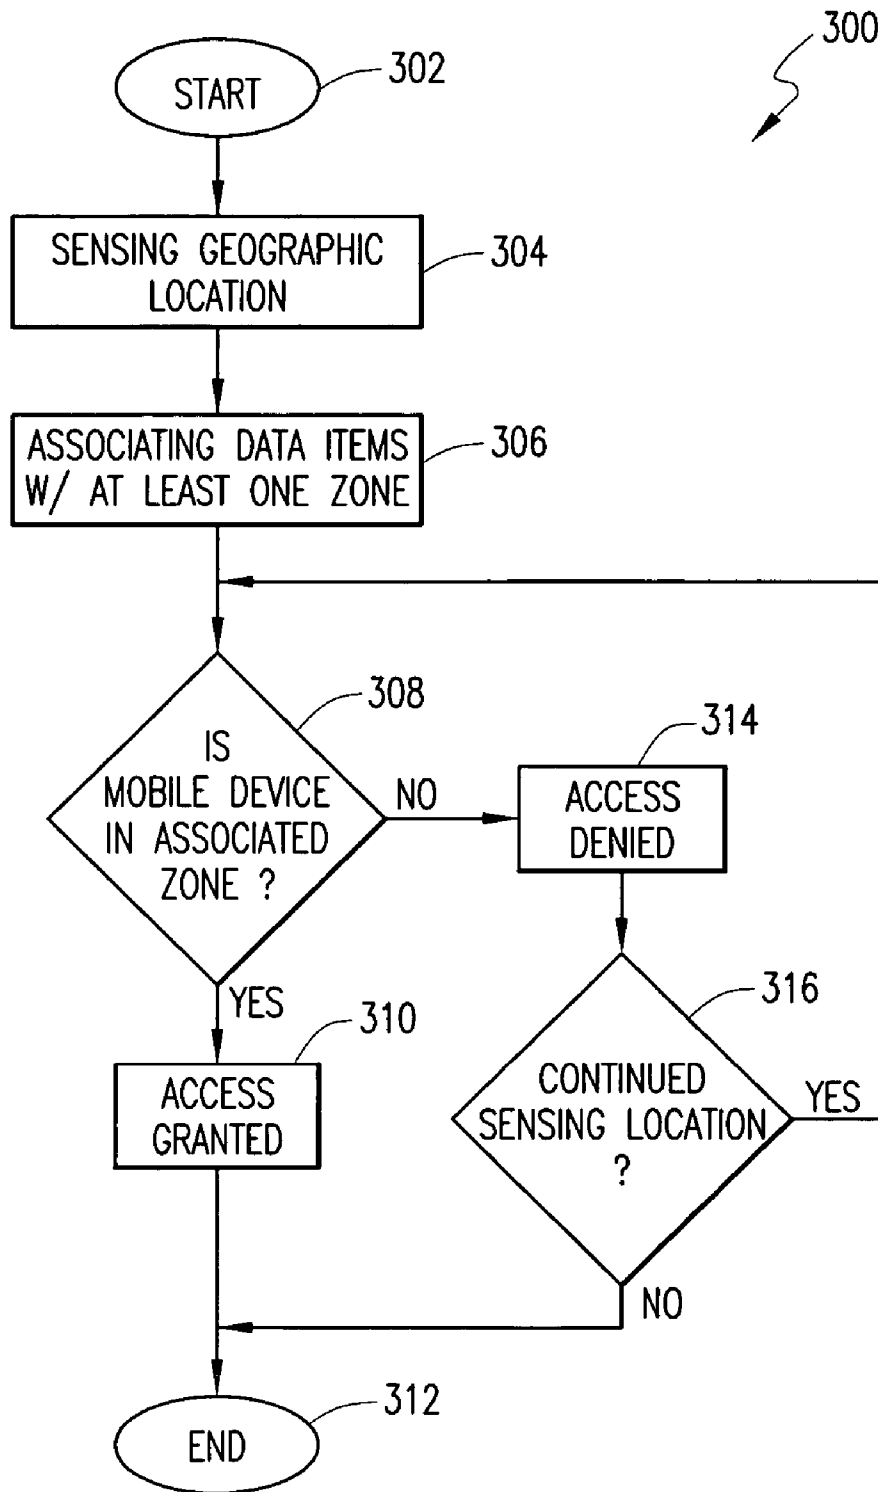 300
START
302
SENSING GEOGRAPHIC
LOCATION
304
ASSOCIATING DATA ITEMS
W/ AT LEAST ONE ZONE
306
308
IS
MOBILE DEVICE
IN ASSOCIATED
ZONE ?
NO
314
ACCESS
DENIED
YES
310
ACCESS
GRANTED
316
CONTINUED
SENSING LOCATION
?
YES
NO
312
END